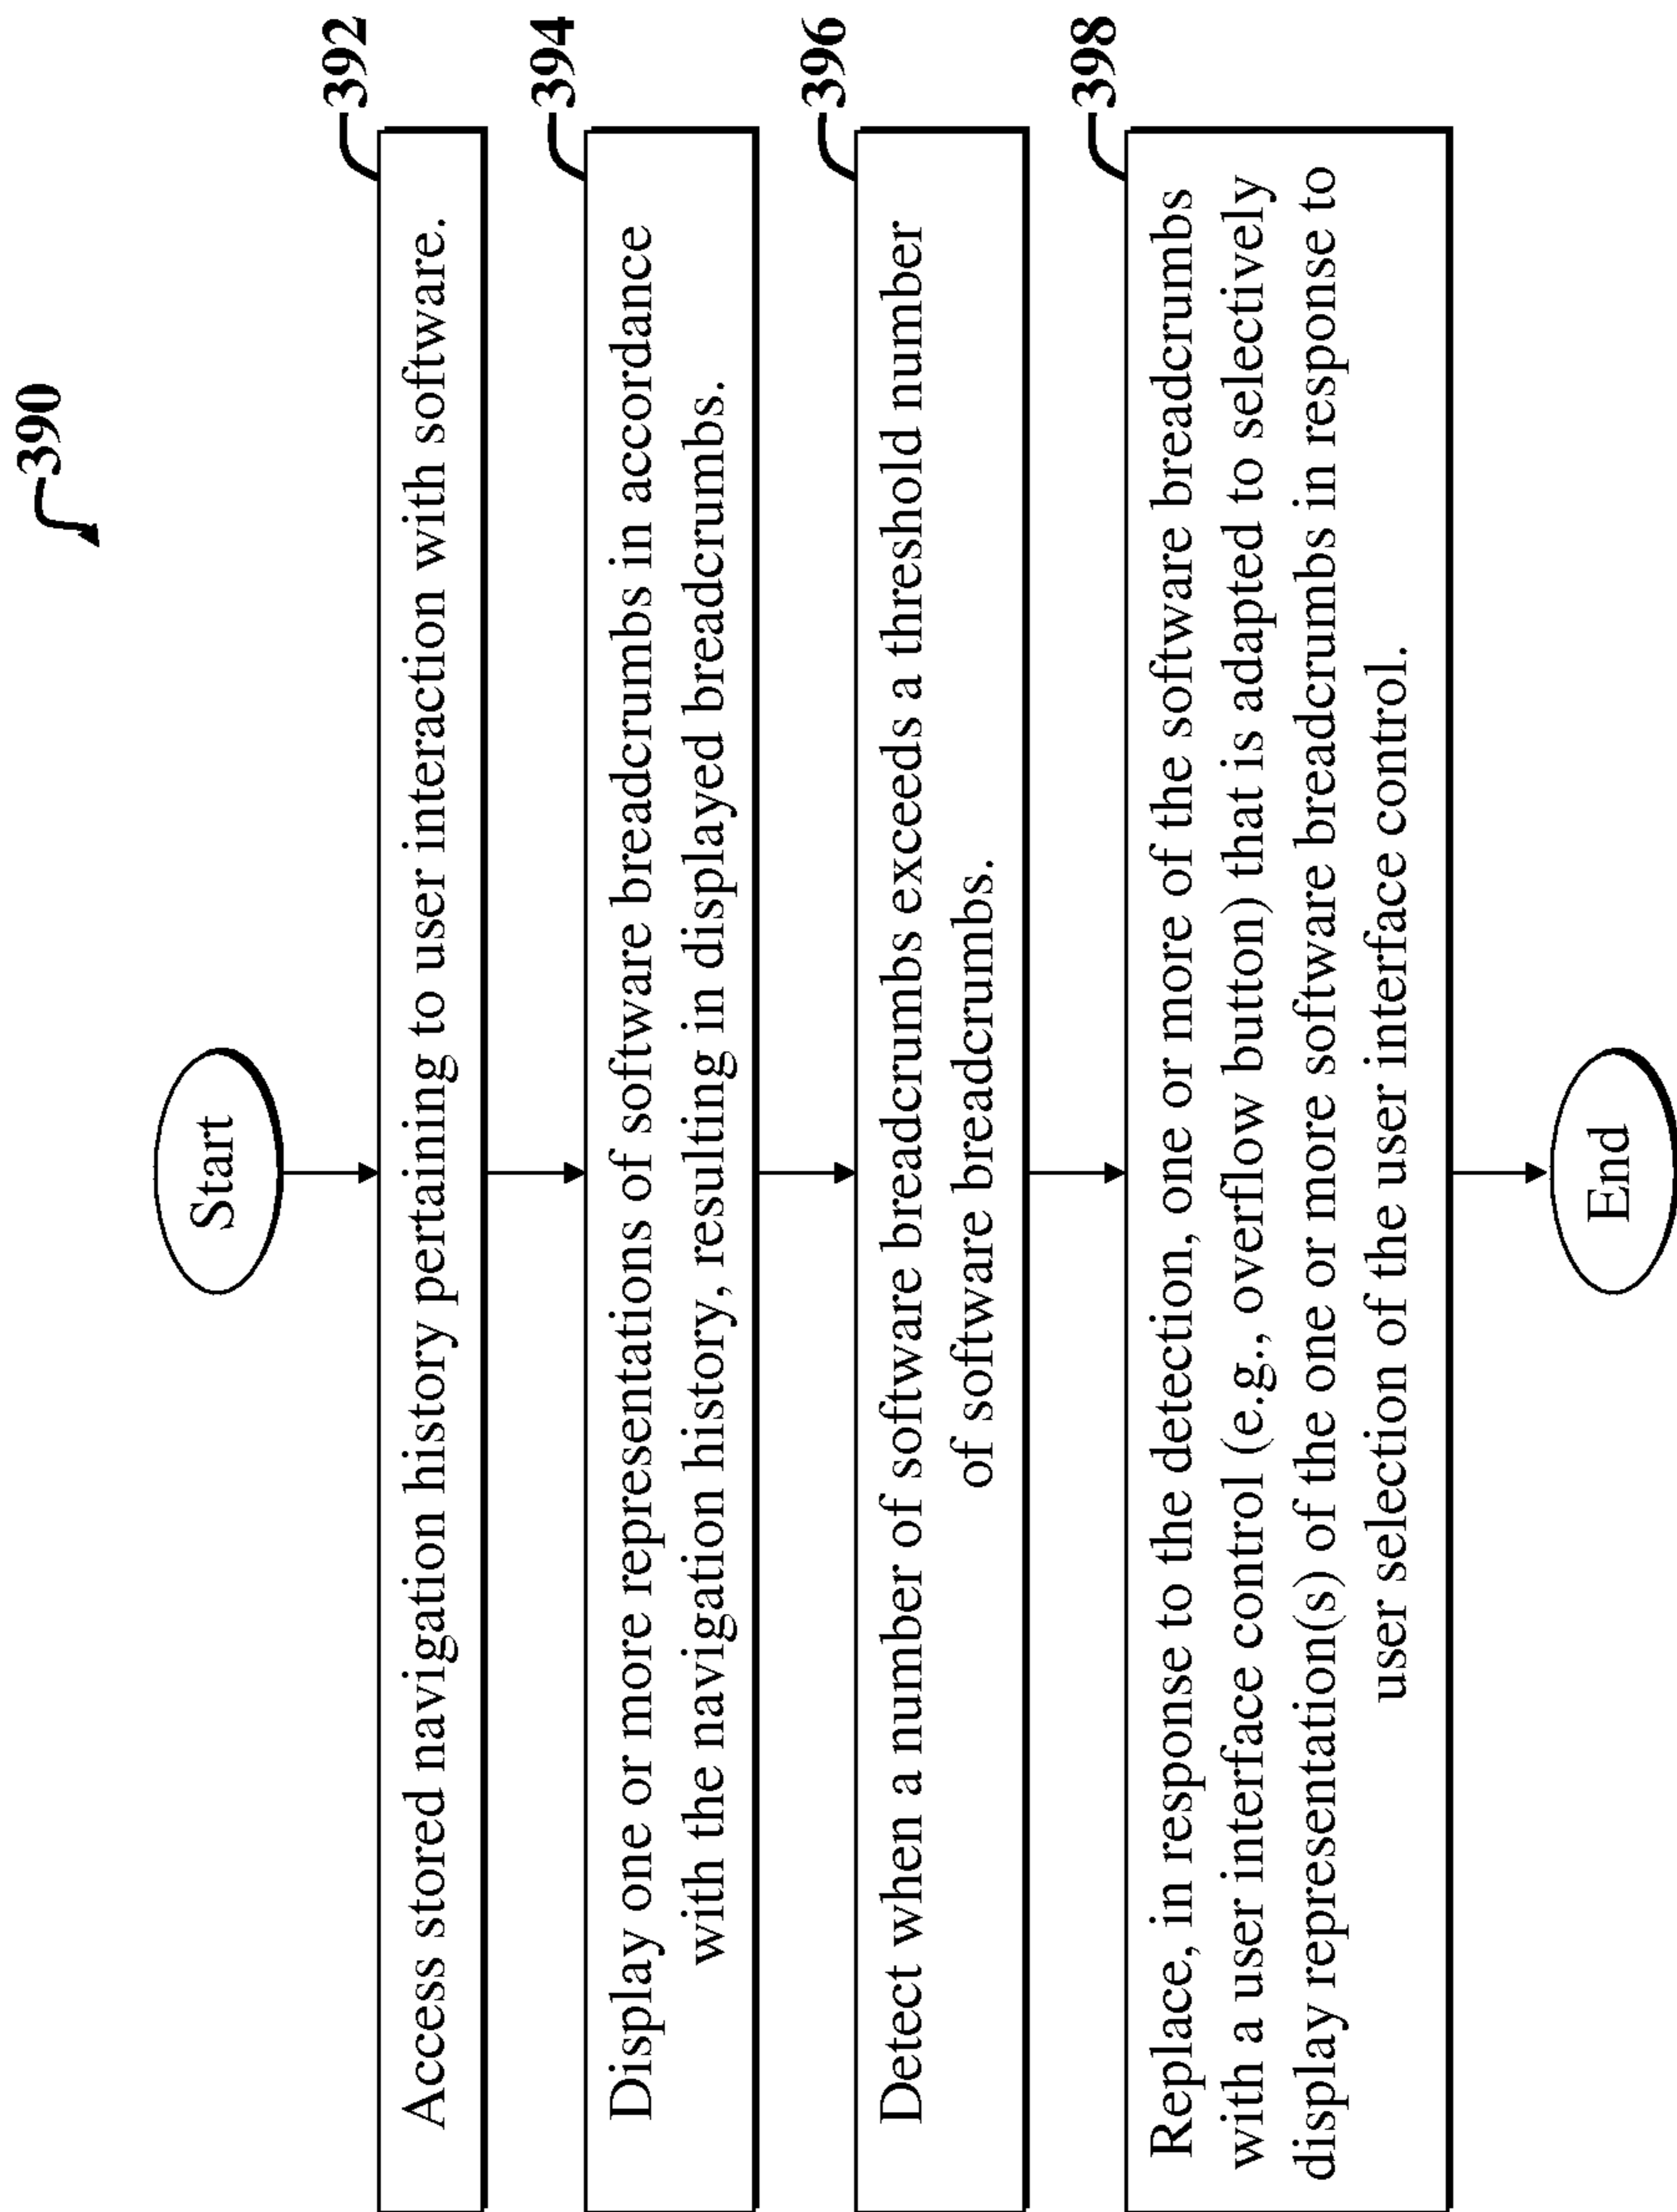 390
Start
392
Access stored navigation history pertaining to user interaction with software.
394
Display one or more representations of software breadcrumbs in accordance
with the navigation history, resulting in displayed breadcrumbs.
396
Detect when a number of software breadcrumbs exceeds a threshold number
of software breadcrumbs.
398
Replace, in response to the detection, one or more of the software breadcrumbs
with a user interface control (e.g., overflow button) that is adapted to selectively
display representation(s) of the one or more software breadcrumbs in response to
user selection of the user interface control.
End